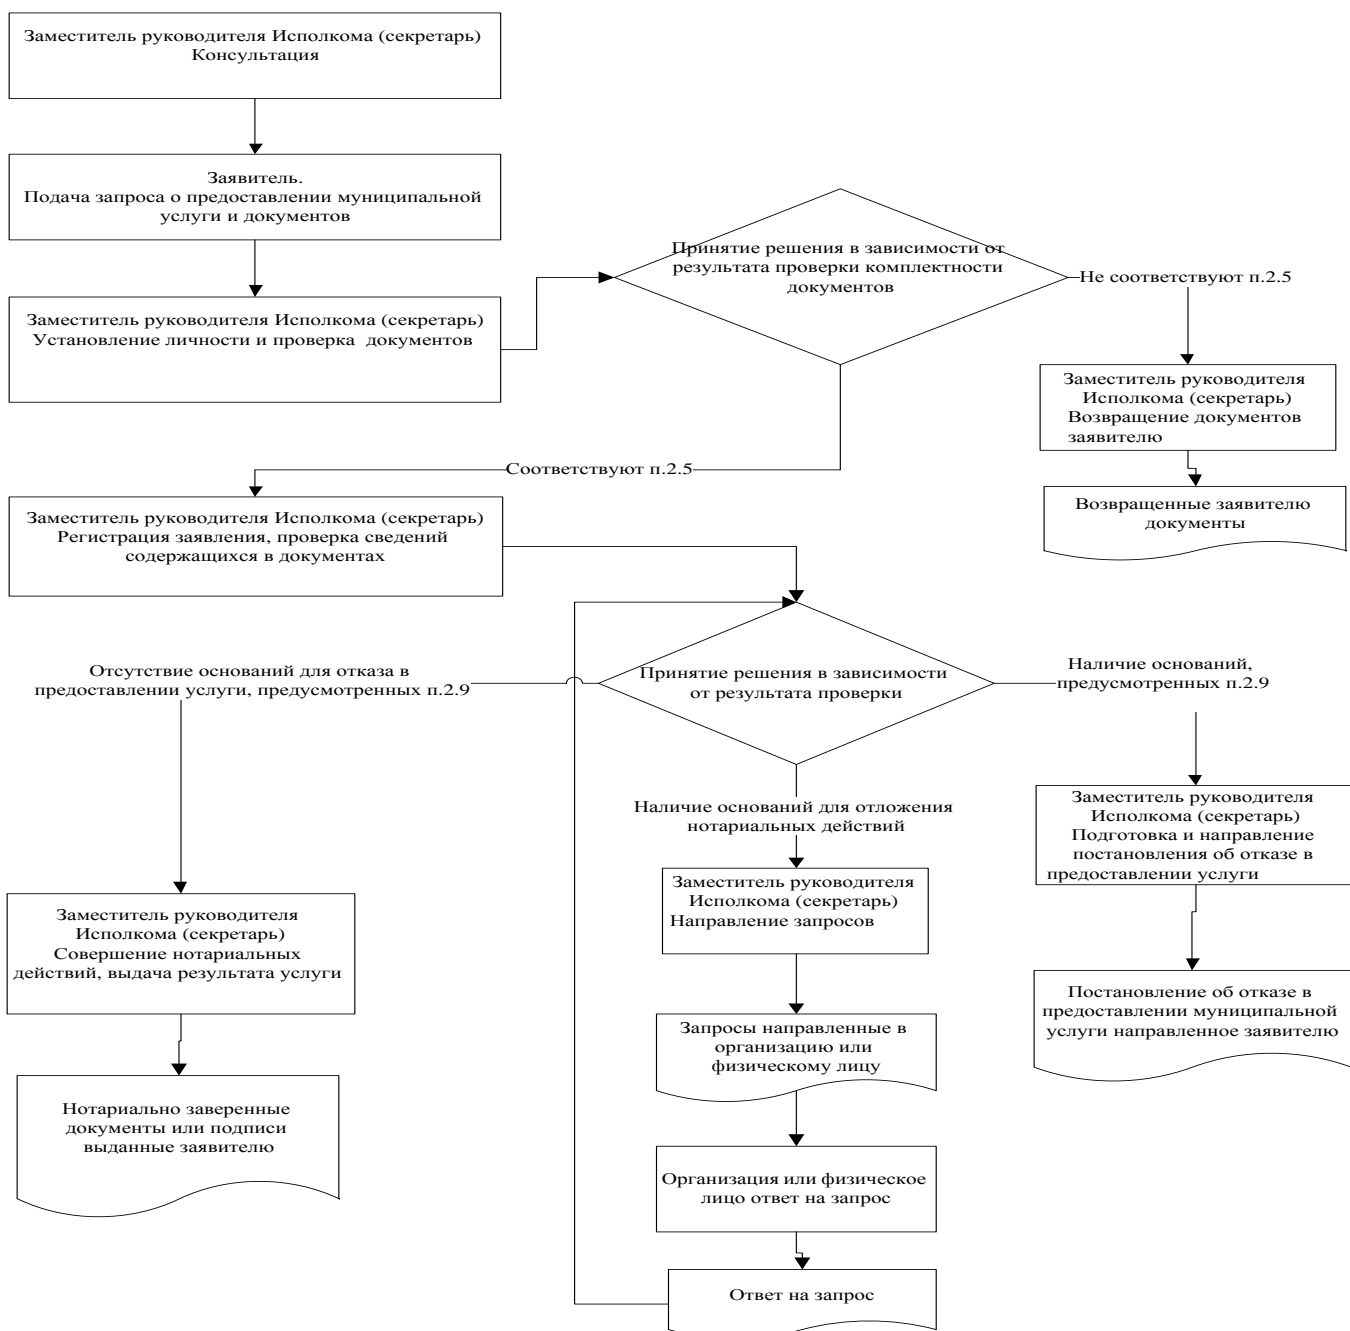 Заместитель руководителя Исполкома (секретарь)
Консультация
Заявитель.
Подача запроса о предоставлении муниципальной
услуги и документов
Принятие решения в зависимости от
результата проверки комплектности
документов
Не соответствуют п.2.5
Заместитель руководителя Исполкома (секретарь)
Установление личности и проверка документов
Заместитель руководителя
Исполкома (секретарь)
Возвращение документов
заявителю
Соответствуют п.2.5
Возвращенные заявителю
документы
Заместитель руководителя Исполкома (секретарь)
Регистрация заявления, проверка сведений
содержащихся в документах
Отсутствие оснований для отказа в
предоставлении услуги, предусмотренных п.2.9
Принятие решения в зависимости
от результата проверки
Наличие оснований,
предусмотренных п.2.9
Наличие оснований для отложения
нотариальных действий
Заместитель руководителя
Исполкома (секретарь)
Подготовка и направление
постановления об отказе в
предоставлении услуги
Заместитель руководителя
Исполкома (секретарь)
Направление запросов
Заместитель руководителя
Исполкома (секретарь)
Совершение нотариальных
действий, выдача результата услуги
Постановление об отказе в
предоставлении муниципальной
услуги направленное заявителю
Запросы направленные в
организацию или
физическому лицу
Нотариально заверенные
документы или подписи
выданные заявителю
Организация или физическое
лицо ответ на запрос
Ответ на запрос